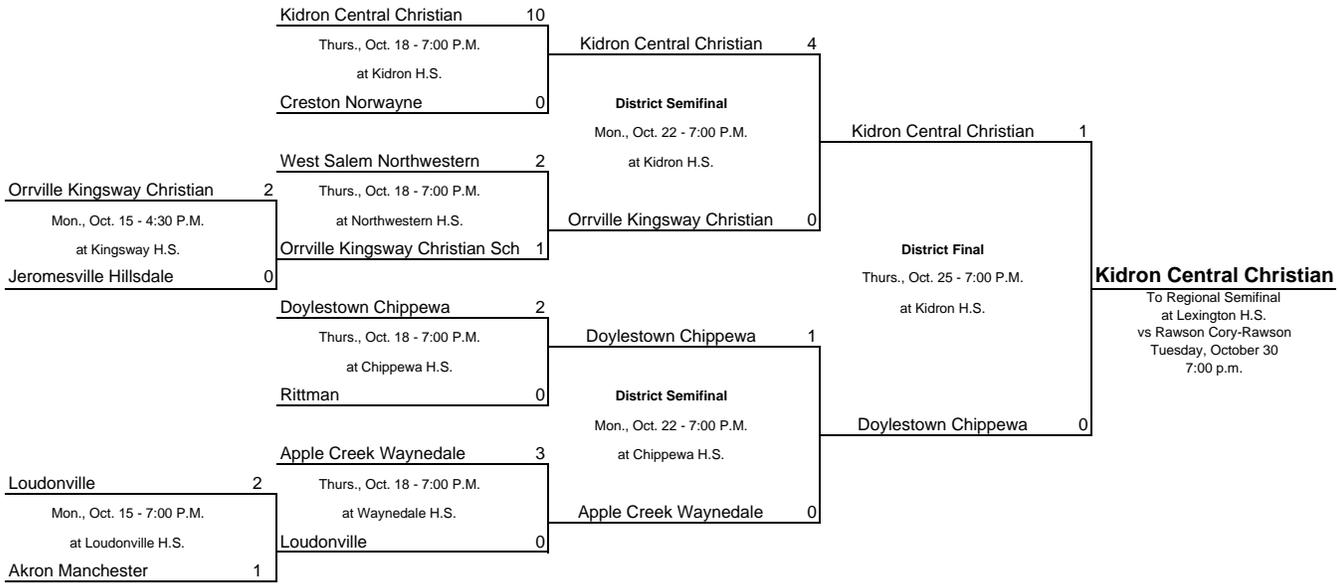 Kidron Central Christian 10
Thurs., Oct. 18 - 7:00 P.M.
at Kidron H.S.
Creston Norwayne 0
West Salem Northwestern 2
Thurs., Oct. 18 - 7:00 P.M.
at Northwestern H.S.
Orrville Kingsway Christian Sch 1
Orrville Kingsway Christian 2
Mon., Oct. 15 - 4:30 P.M.
at Kingsway H.S.
Jeromesville Hillsdale 0
Doylestown Chippewa 2
Thurs., Oct. 18 - 7:00 P.M.
at Chippewa H.S.
Rittman 0
Apple Creek Waynedale 3
Thurs., Oct. 18 - 7:00 P.M.
at Waynedale H.S.
Loudonville 0
Loudonville 2
Mon., Oct. 15 - 7:00 P.M.
at Loudonville H.S.
Akron Manchester 1
Kidron Central Christian 4
District Semifinal
Mon., Oct. 22 - 7:00 P.M.
at Kidron H.S.
Orrville Kingsway Christian 0
Doylestown Chippewa 1
District Semifinal
Mon., Oct. 22 - 7:00 P.M.
at Chippewa H.S.
Apple Creek Waynedale 0
Kidron Central Christian 1
District Final
Thurs., Oct. 25 - 7:00 P.M.
at Kidron H.S.
Doylestown Chippewa 0
Kidron Central Christian
To Regional Semifinal
at Lexington H.S.
vs Rawson Cory-Rawson
Tuesday, October 30
7:00 p.m.